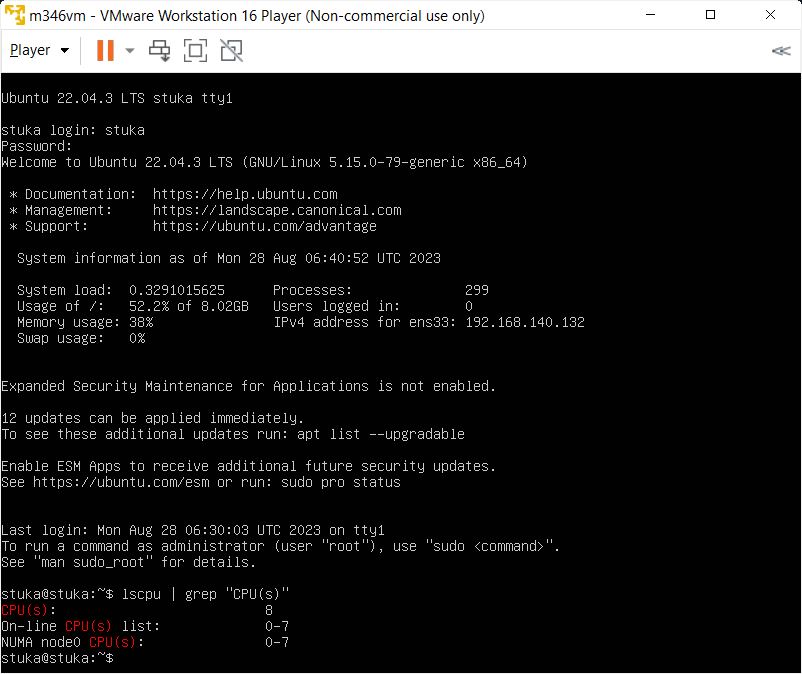 m346vm - VMware Workstation 16 Player (Non-commercial use only)
Player
Ubuntu 22.04.3 LTS stuka tty1
stuka login: stuka
Password:
Welcome to Ubuntu 22.04.3 LTS (GNU/Linux 5.15.0-79-generic x86_64)
* Documentation:  https://help.ubuntu.com
* Management:     https://landscape.canonical.com
* Support:        https://ubuntu.com/advantage
System information as of Mon 28 Aug 06:40:52 UTC 2023
System load:  0.3291015625      Processes:              299
Usage of /:   52.2% of 8.02GB   Users logged in:        0
Memory usage: 38%               IPv4 address for ens33: 192.168.140.132
Swap usage:   0%
Expanded Security Maintenance for Applications is not enabled.
12 updates can be applied immediately.
To see these additional updates run: apt list --upgradable
Enable ESM Apps to receive additional future security updates.
See https://ubuntu.com/esm or run: sudo pro status
Last login: Mon Aug 28 06:30:03 UTC 2023 on tty1
To run a command as administrator (user "root"), use "sudo <command>".
See "man sudo_root" for details.
stuka@stuka:~$ lscpu | grep "CPU(s)"
CPU(s):                          8
On-line CPU(s) list:             0-7
NUMA node0 CPU(s):               0-7
stuka@stuka:~$